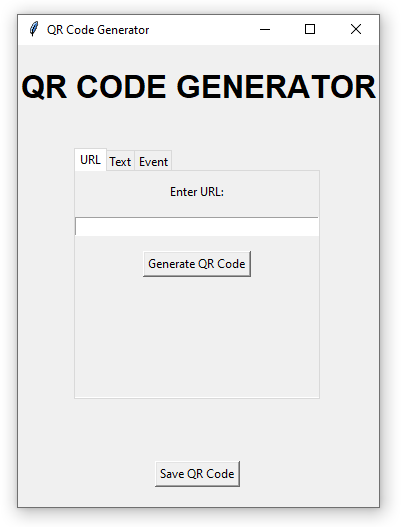 QR Code Generator
QR CODE GENERATOR
URL Text Event
Enter URL:
Generate QR Code
Save QR Code